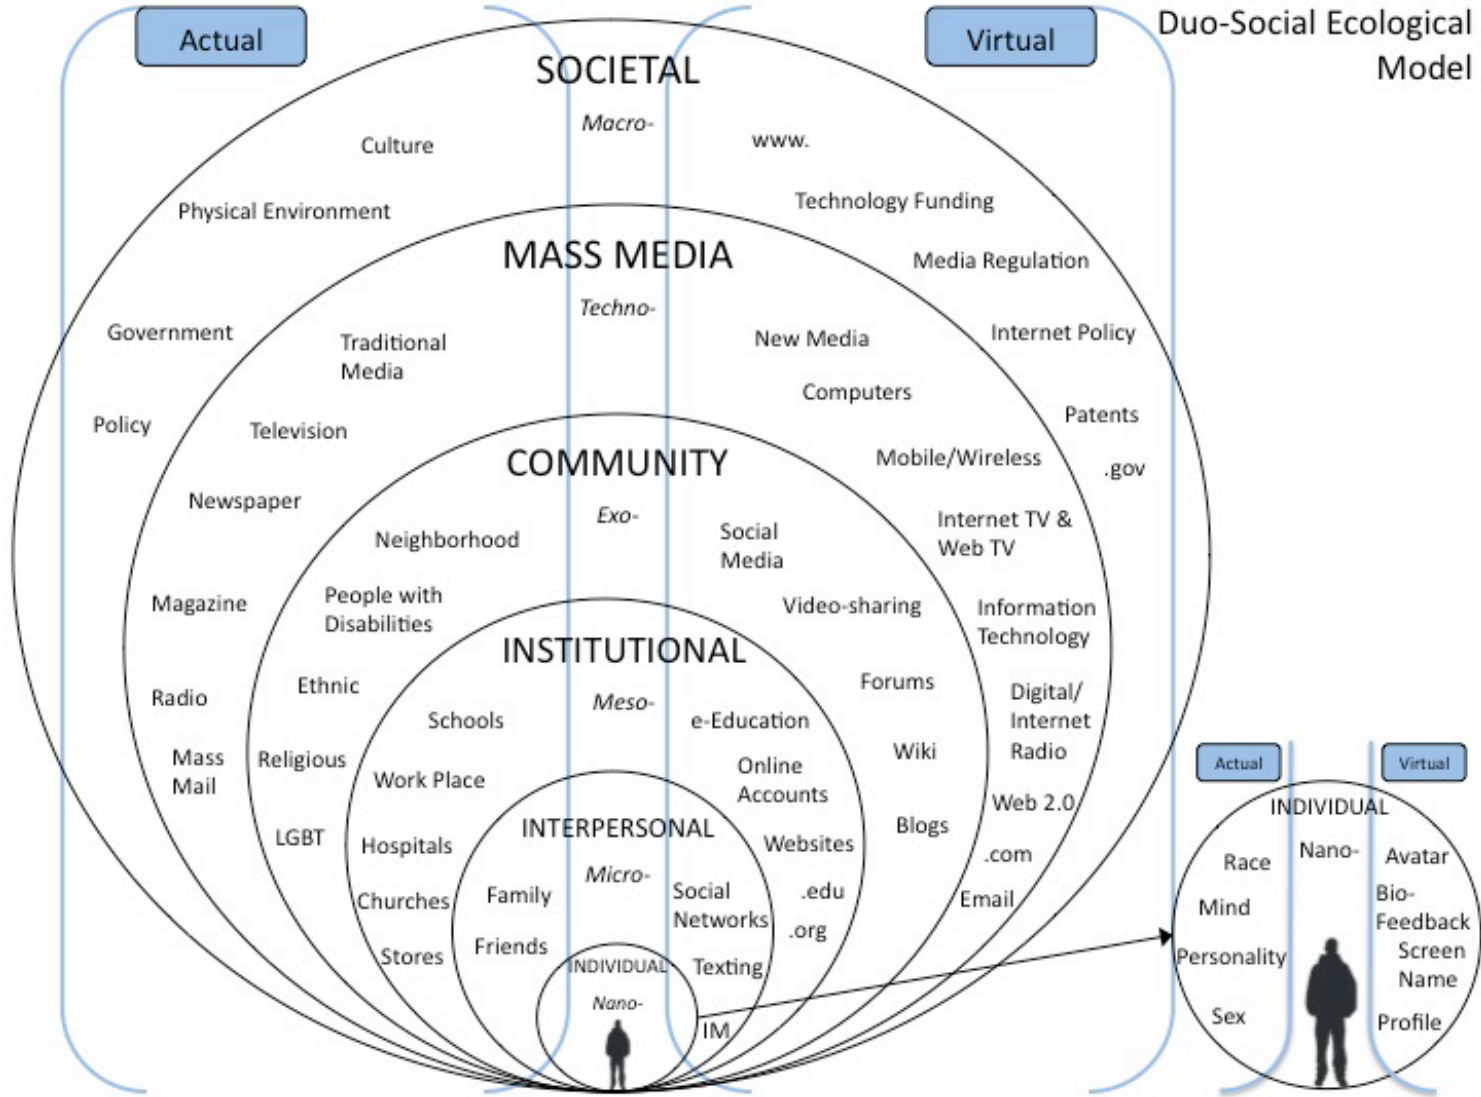 Actual
Virtual
Duo-Social Ecological
Model
SOCIETAL
Macro-
Culture
www.
Physical Environment
Technology Funding
MASS MEDIA
Media Regulation
Techno-
Government
Traditional
Media
New Media
Internet Policy
Computers
Policy
Television
Patents
COMMUNITY
Mobile/Wireless
.gov
Newspaper
Exo-
Neighborhood
Social
Media
Internet TV &
Web TV
Magazine
People with
Disabilities
Video-sharing
Information
Technology
INSTITUTIONAL
Radio
Ethnic
Meso-
Forums
Digital/
Internet
Radio
Schools
e-Education
Mass
Mail
Religious
Work Place
Online
Accounts
Wiki
Web 2.0
INTERPERSONAL
LGBT
Hospitals
Websites
Blogs
.com
Micro-
Churches
Family
Social
Networks
.edu
Email
.org
Stores
Friends
INDIVIDUAL
Texting
Nano-
IM
Actual
Virtual
INDIVIDUAL
Nano-
Race
Avatar
Mind
Bio-
Feedback
Personality
Screen
Name
Sex
Profile